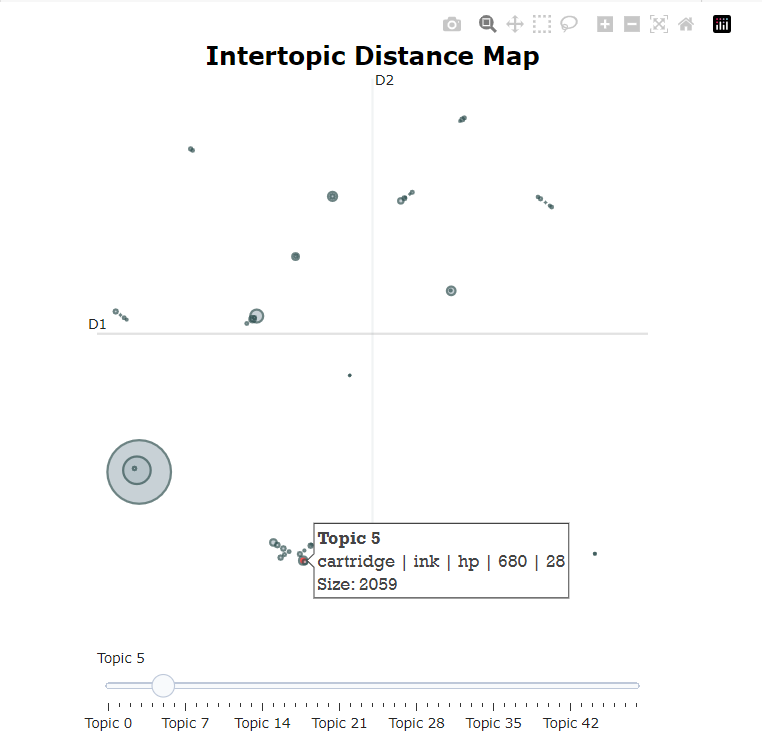 Intertopic Distance Map
D2
D1
Topic 5
cartridge | ink | hp | 680 | 28
Size: 2059
Topic 5
Topic 0 Topic 7 Topic 14 Topic 21 Topic 28 Topic 35 Topic 42